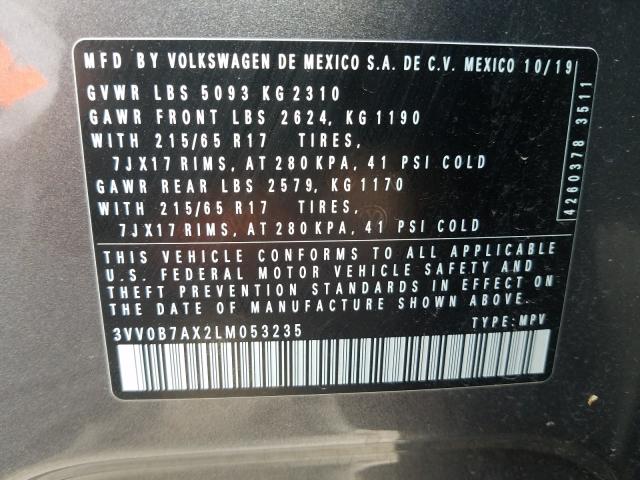 MFD BY VOLKSWAGEN DE MEXICO S.A. DE C.V. MEXICO 10/19
GVWR LBS 5093 KG 2310
GAWR FRONT LBS 2624, KG 1190
WITH 215/65 R17 TIRES,
7JX17 RIMS, AT 280 KPA, 41 PSI COLD
GAWR REAR LBS 2579, KG 1170
WITH 215/65 R17 TIRES,
7JX17 RIMS, AT 280 KPA, 41 PSI COLD
THIS VEHICLE CONFORMS TO ALL APPLICABLE
U.S. FEDERAL MOTOR VEHICLE SAFETY AND
THEFT PREVENTION STANDARDS IN EFFECT ON
THE DATE OF MANUFACTURE SHOWN ABOVE.
3VV0B7AX2LM053235 TYPE: MPV
4260378 3511